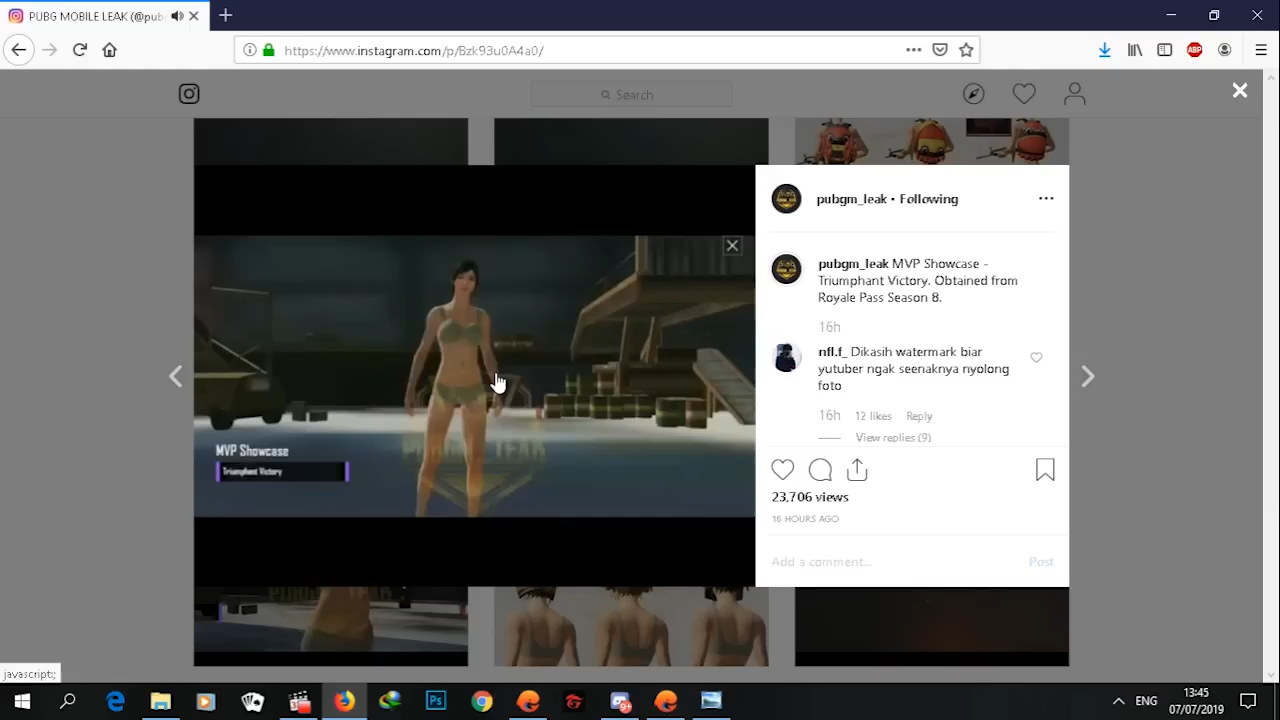 PUBG MOBILE LEAK (@pub
https://www.instagram.com/p/Bzk93u0A4a0/
ABP
Search
pubgm_leak • Following
pubgm_leak MVP Showcase -
Triumphant Victory. Obtained from
Royale Pass Season 8.
16h
nfl.f_ Dikasih watermark biar
yutuber ngak seenaknya nyolong
foto
16h 12 likes Reply
View replies (9)
MVP Showcase
Triumphant Victory
23,706 views
16 HOURS AGO
Add a comment... Post
javascript:;
ENG
13:45
07/07/2019